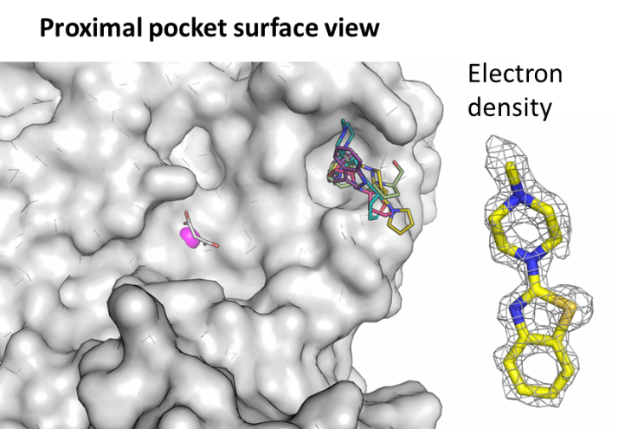 Proximal pocket surface view
Electron
density